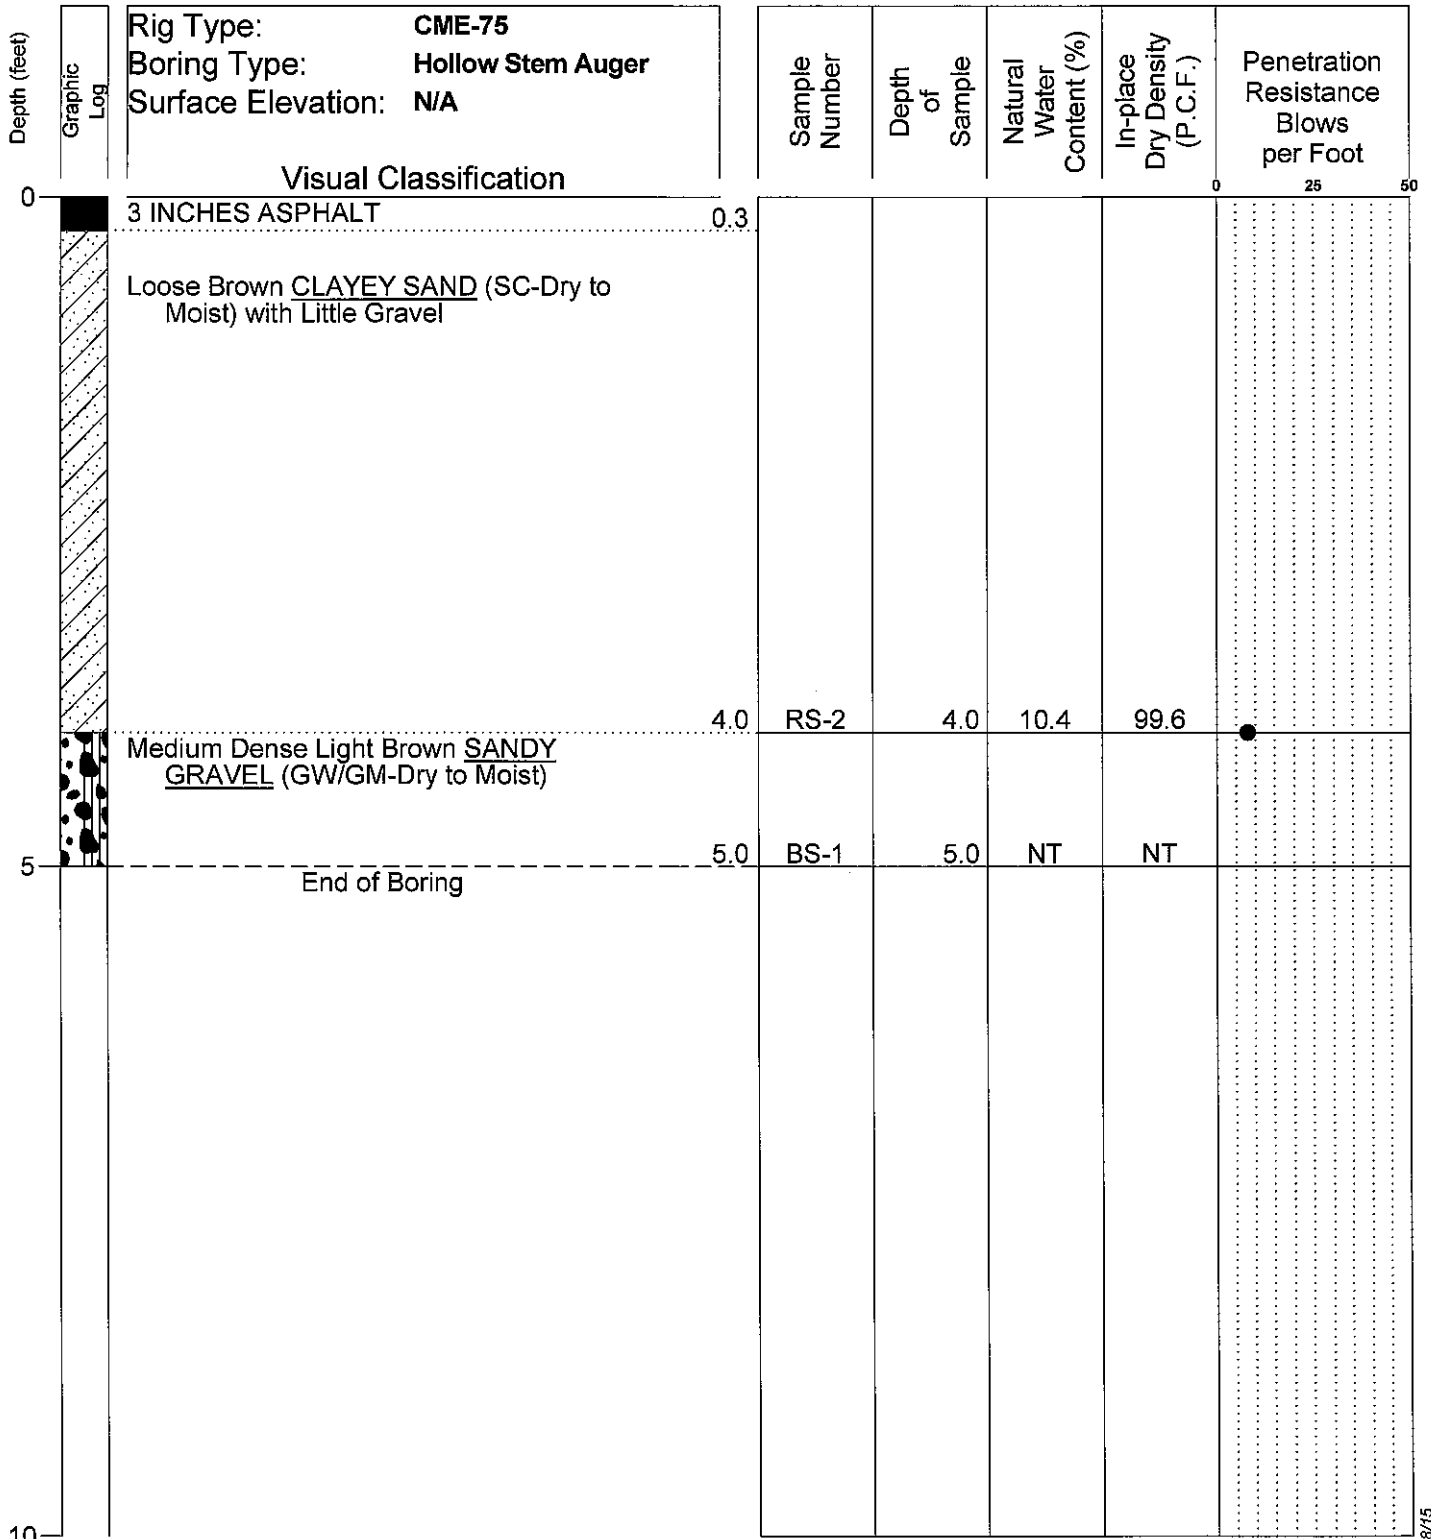 Depth (feet)
Graphic
Log
Rig Type: CME-75
Boring Type: Hollow Stem Auger
Surface Elevation: N/A
Visual Classification
Sample
Number
Depth
of
Sample
Natural
Water
Content (%)
In-place
Dry Density
(P.C.F.)
Penetration
Resistance
Blows
per Foot
0 25 50
0
3 INCHES ASPHALT 0.3
Loose Brown CLAYEY SAND (SC-Dry to
Moist) with Little Gravel
4.0 RS-2 4.0 10.4 99.6
Medium Dense Light Brown SANDY
GRAVEL (GW/GM-Dry to Moist)
5 5.0 BS-1 5.0 NT NT
End of Boring
10
8/15